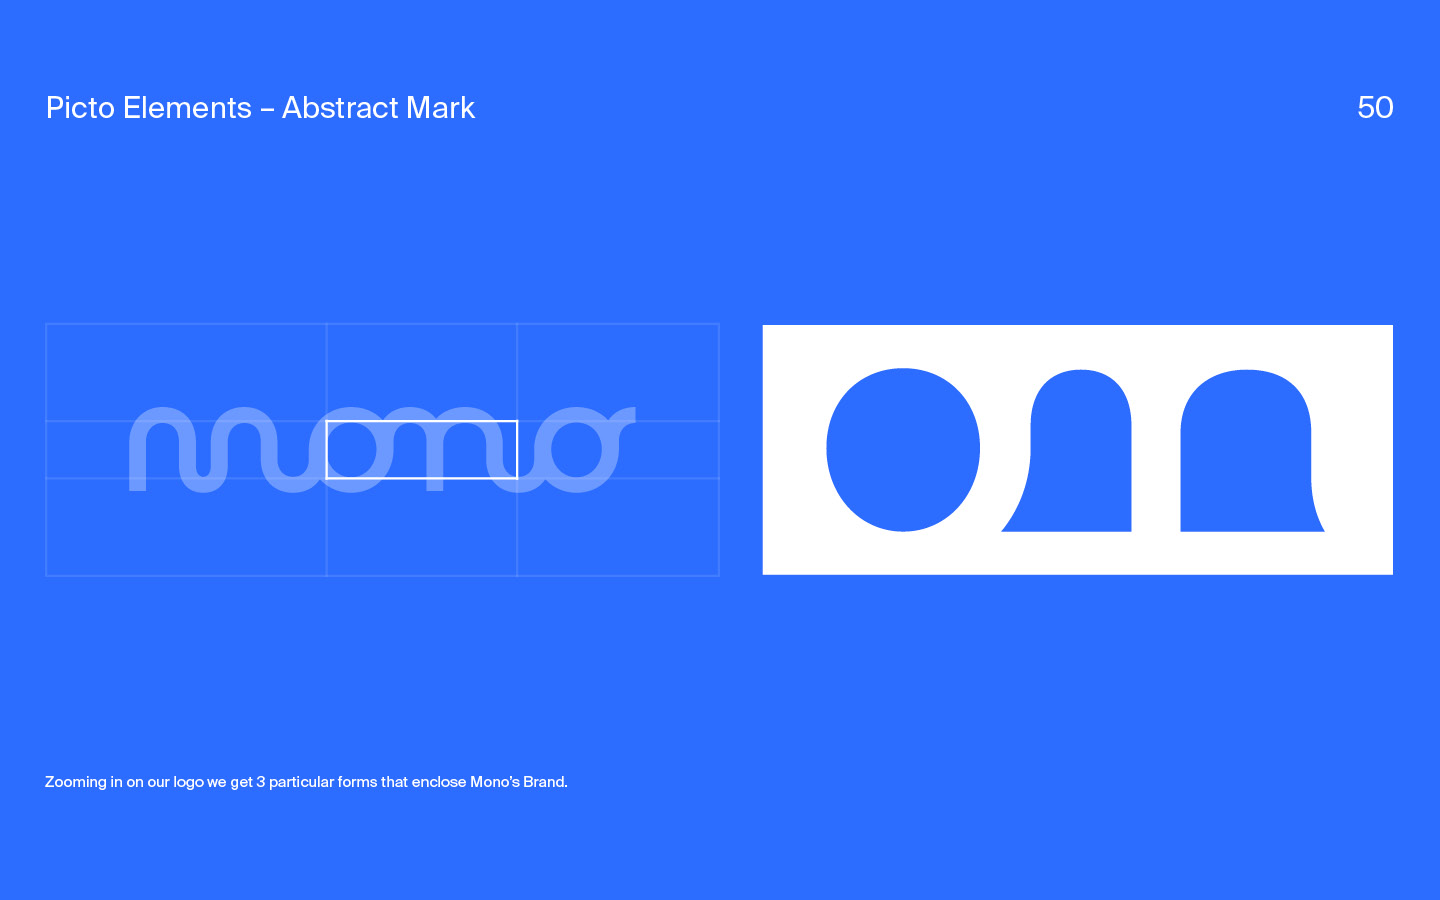 Picto Elements – Abstract Mark
50
mono
Zooming in on our logo we get 3 particular forms that enclose Mono’s Brand.